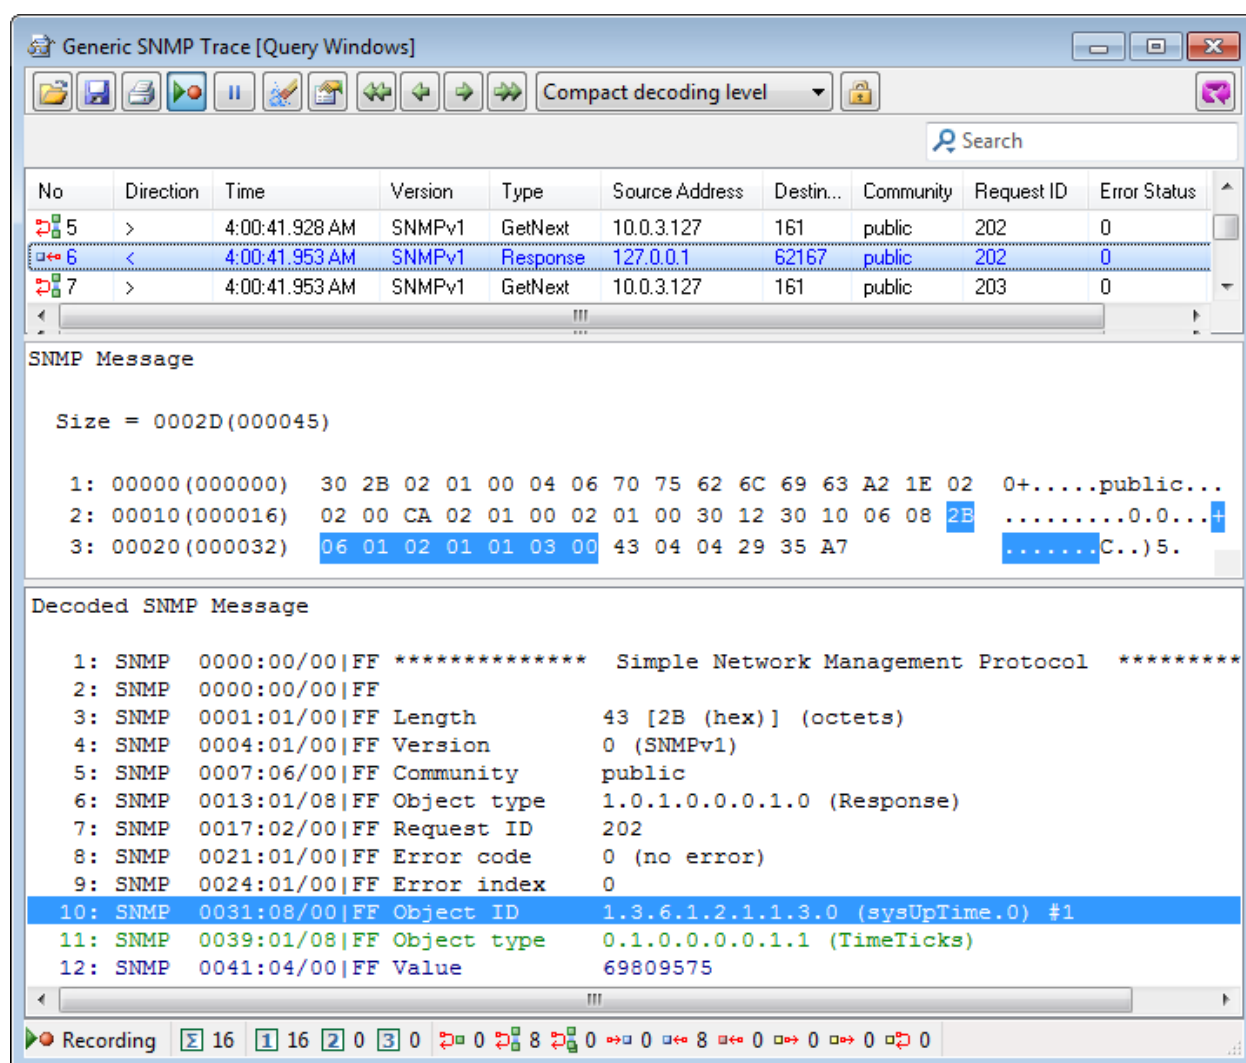 Generic SNMP Trace [Query Windows]
Compact decoding level
Search
No Direction Time Version Type Source Address Destin... Community Request ID Error Status
5 > 4:00:41.928 AM SNMPv1 GetNext 10.0.3.127 161 public 202 0
6 < 4:00:41.953 AM SNMPv1 Response 127.0.0.1 62167 public 202 0
7 > 4:00:41.953 AM SNMPv1 GetNext 10.0.3.127 161 public 203 0
SNMP Message
Size = 0002D(000045)
1: 00000(000000) 30 2B 02 01 00 04 06 70 75 62 6C 69 63 A2 1E 02 0+.....public...
2: 00010(000016) 02 00 CA 02 01 00 02 01 00 30 12 30 10 06 08 2B .........0.0...+
3: 00020(000032) 06 01 02 01 01 03 00 43 04 04 29 35 A7 .......C..)5.
Decoded SNMP Message
1: SNMP 0000:00/00|FF ************** Simple Network Management Protocol *********
2: SNMP 0000:00/00|FF
3: SNMP 0001:01/00|FF Length 43 [2B (hex)] (octets)
4: SNMP 0004:01/00|FF Version 0 (SNMPv1)
5: SNMP 0007:06/00|FF Community public
6: SNMP 0013:01/08|FF Object type 1.0.1.0.0.0.1.0 (Response)
7: SNMP 0017:02/00|FF Request ID 202
8: SNMP 0021:01/00|FF Error code 0 (no error)
9: SNMP 0024:01/00|FF Error index 0
10: SNMP 0031:08/00|FF Object ID 1.3.6.1.2.1.1.3.0 (sysUpTime.0) #1
11: SNMP 0039:01/08|FF Object type 0.1.0.0.0.0.1.1 (TimeTicks)
12: SNMP 0041:04/00|FF Value 69809575
Recording Σ 16 1 16 2 0 3 0 0 8 0 0 8 0 0 0 0